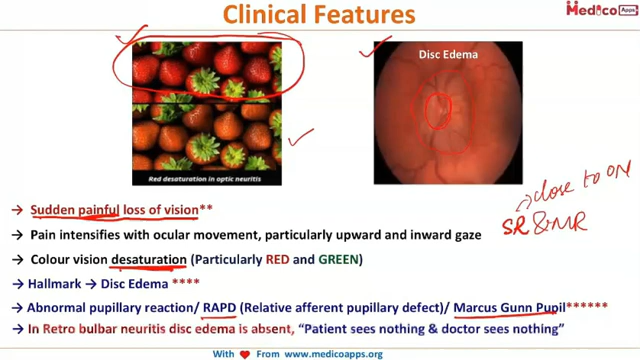 Clinical Features
Medico
Apps
Disc Edema
Red desaturation in optic neuritis
close to ON
SR & MR
→ Sudden painful loss of vision**
→ Pain intensifies with ocular movement, particularly upward and inward gaze
→ Colour vision desaturation (Particularly RED and GREEN)
→ Hallmark → Disc Edema ****
→ Abnormal pupillary reaction/ RAPD (Relative afferent pupillary defect)/ Marcus Gunn Pupil******
→ In Retro bulbar neuritis disc edema is absent, “Patient sees nothing & doctor sees nothing”
With ♥ From www.medicoapps.org